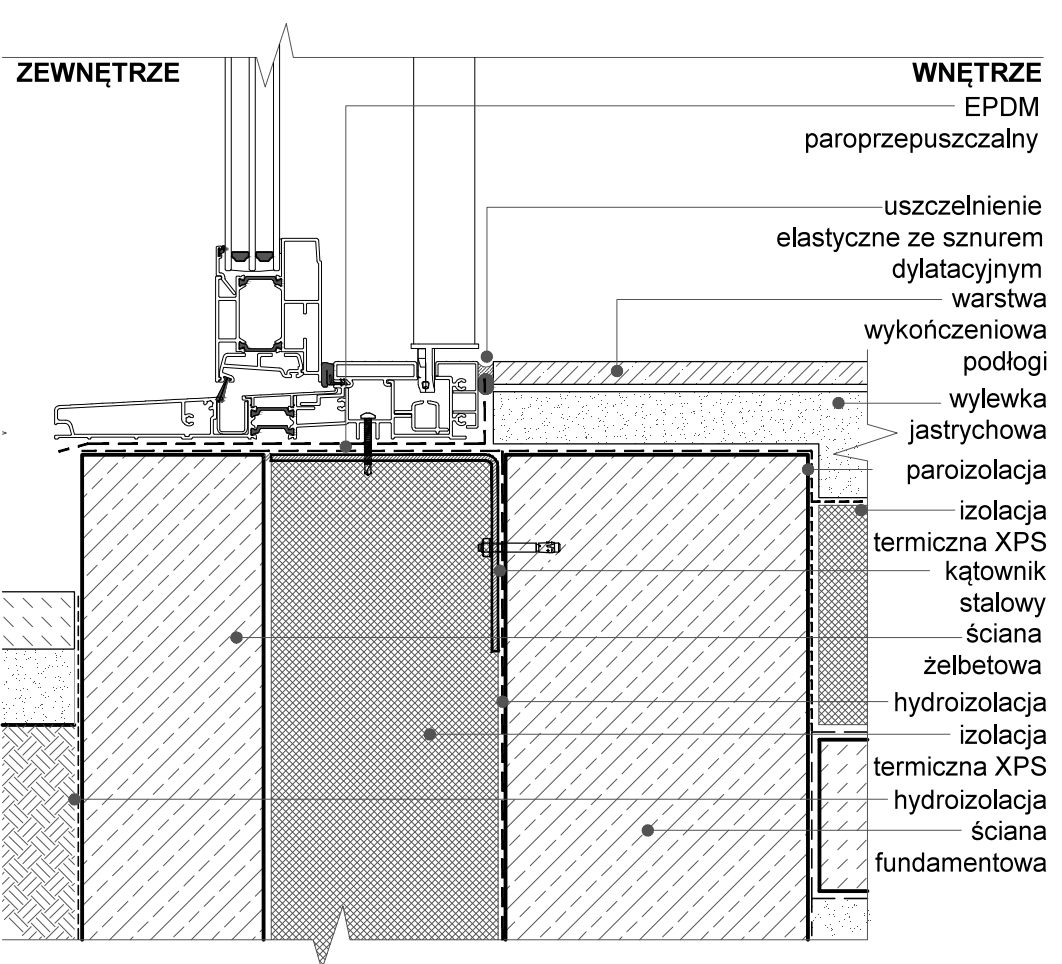 ZEWNĘTRZE
WNĘTRZE
EPDM
paroprzepuszczalny
uszczelnienie
elastyczne ze sznurem
dylatacyjnym
warstwa
wykończeniowa
podłogi
wylewka
jastrychowa
paroizolacja
izolacja
termiczna XPS
kątownik
stalowy
ściana
żelbetowa
hydroizolacja
izolacja
termiczna XPS
hydroizolacja
ściana
fundamentowa